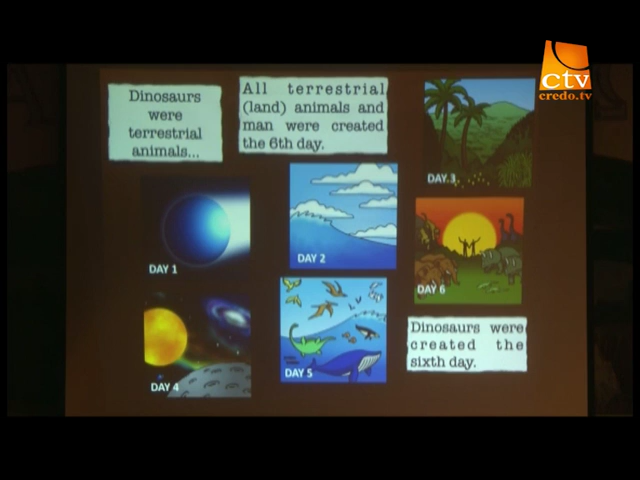 ctv
credo.tv
Dinosaurs
were
terrestrial
animals...
All terrestrial
(land) animals and
man were created
the 6th day.
DAY 3
DAY 1
DAY 2
DAY 6
DAY 4
DAY 5
Dinosaurs were
created the
sixth day.